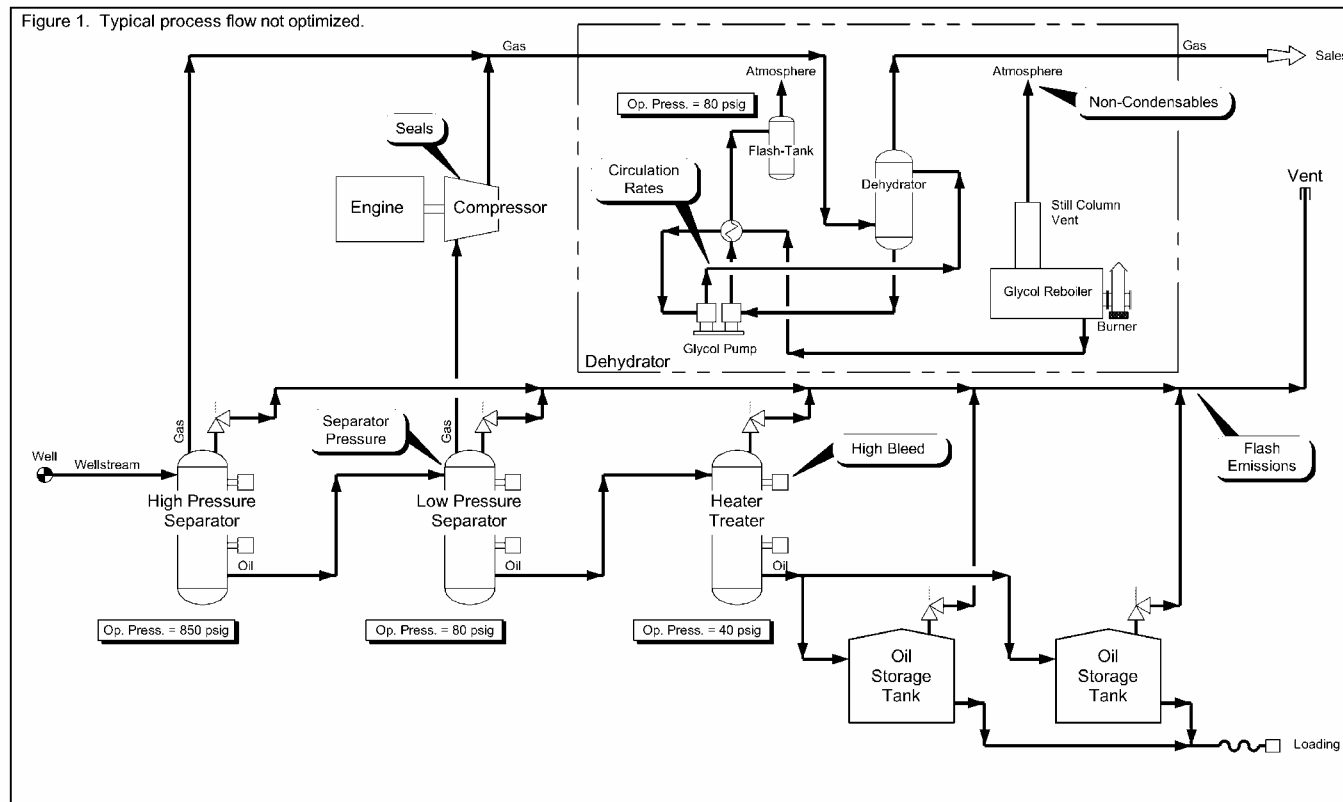 Figure 1. Typical process flow not optimized.
Gas
Gas
Sales
Atmosphere
Atmosphere
Op. Press. = 80 psig
Non-Condensables
Seals
Flash-Tank
Circulation
Rates
Dehydrator
Vent
Engine
Compressor
Still Column
Vent
Glycol Reboiler
Burner
Glycol Pump
Dehydrator
Gas
Separator
Pressure
Gas
High Bleed
Flash
Emissions
Well
Wellstream
High Pressure
Separator
Low Pressure
Separator
Heater
Treater
Oil
Oil
Oil
Op. Press. = 850 psig
Op. Press. = 80 psig
Op. Press. = 40 psig
Oil
Storage
Tank
Oil
Storage
Tank
Loading